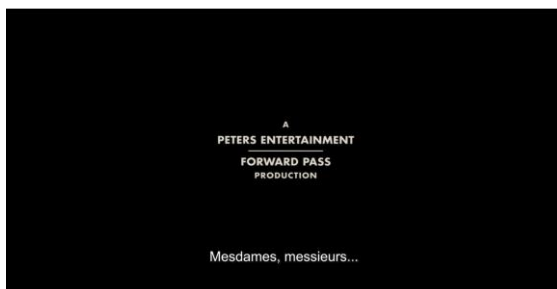 A
PETERS ENTERTAINMENT
FORWARD PASS
PRODUCTION
Mesdames, messieurs...